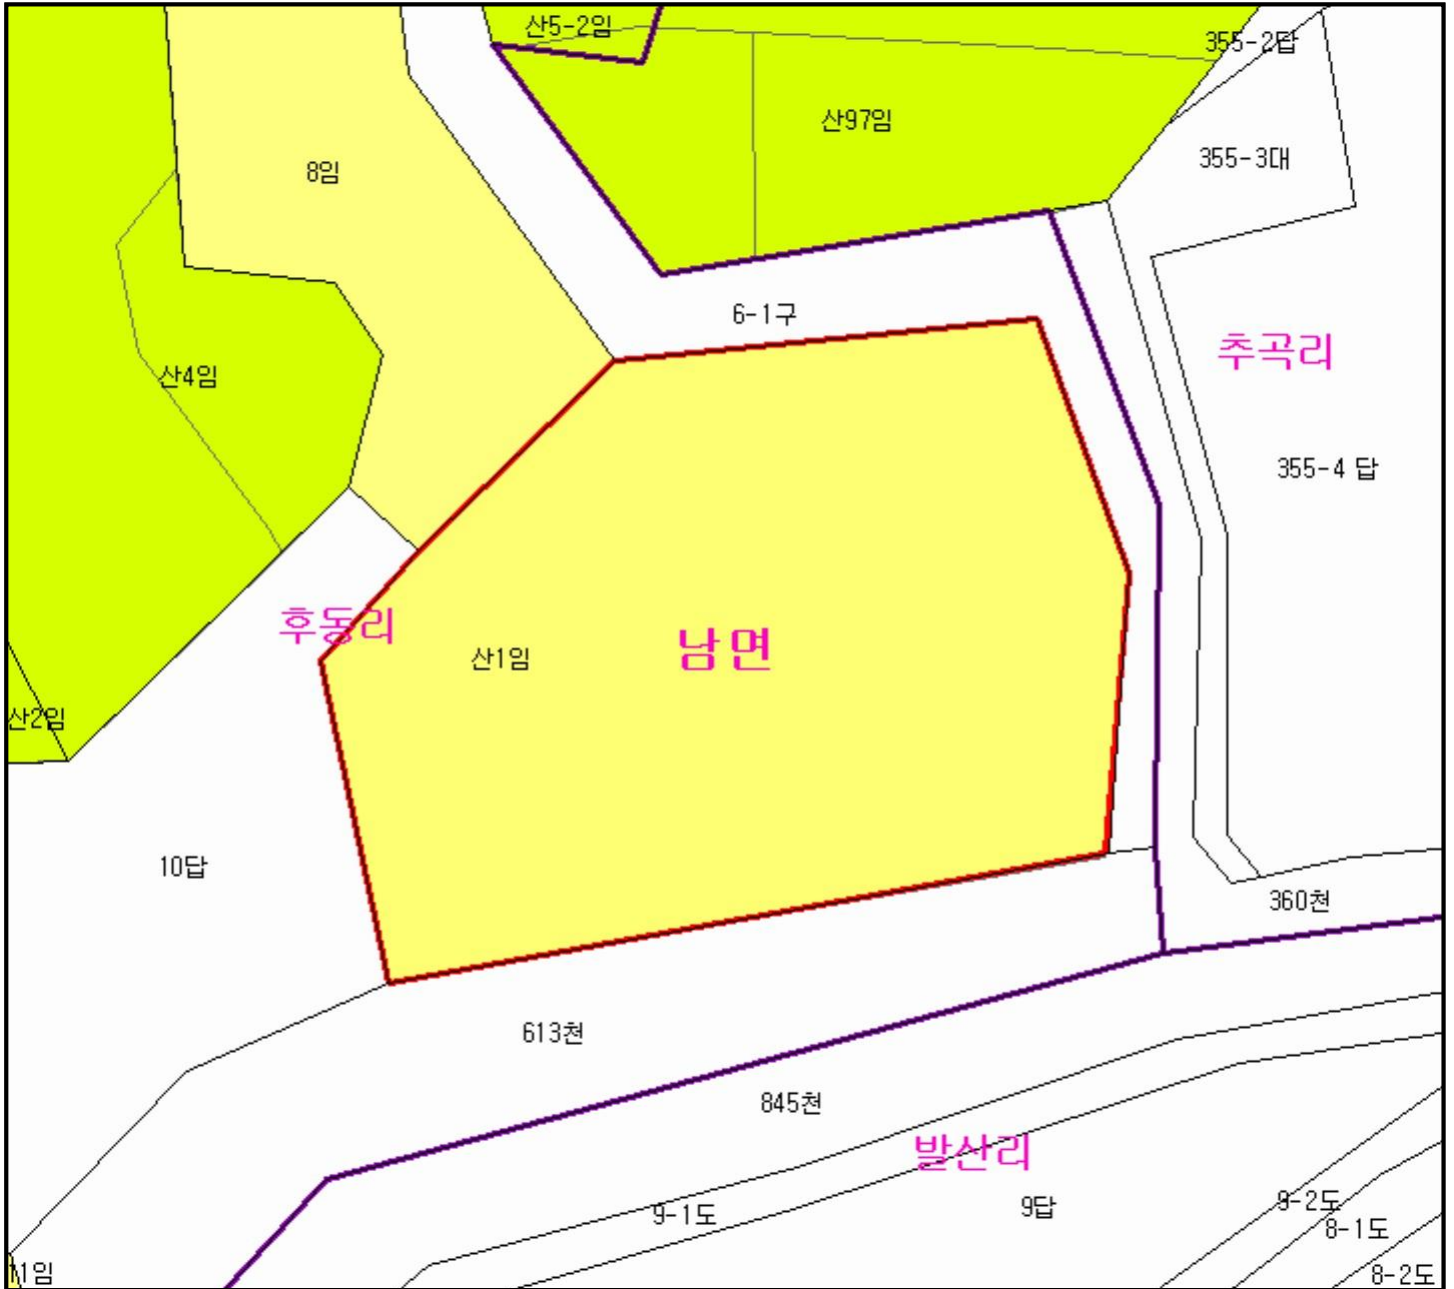 산5-2임
355-2답
산97임
355-3대
8임
6-1구
추곡리
산4임
355-4 답
후동리
산1임
남면
산2임
10답
360천
613천
845천
발산리
9-1도
9답
9-2도
8-1도
11임
8-2도